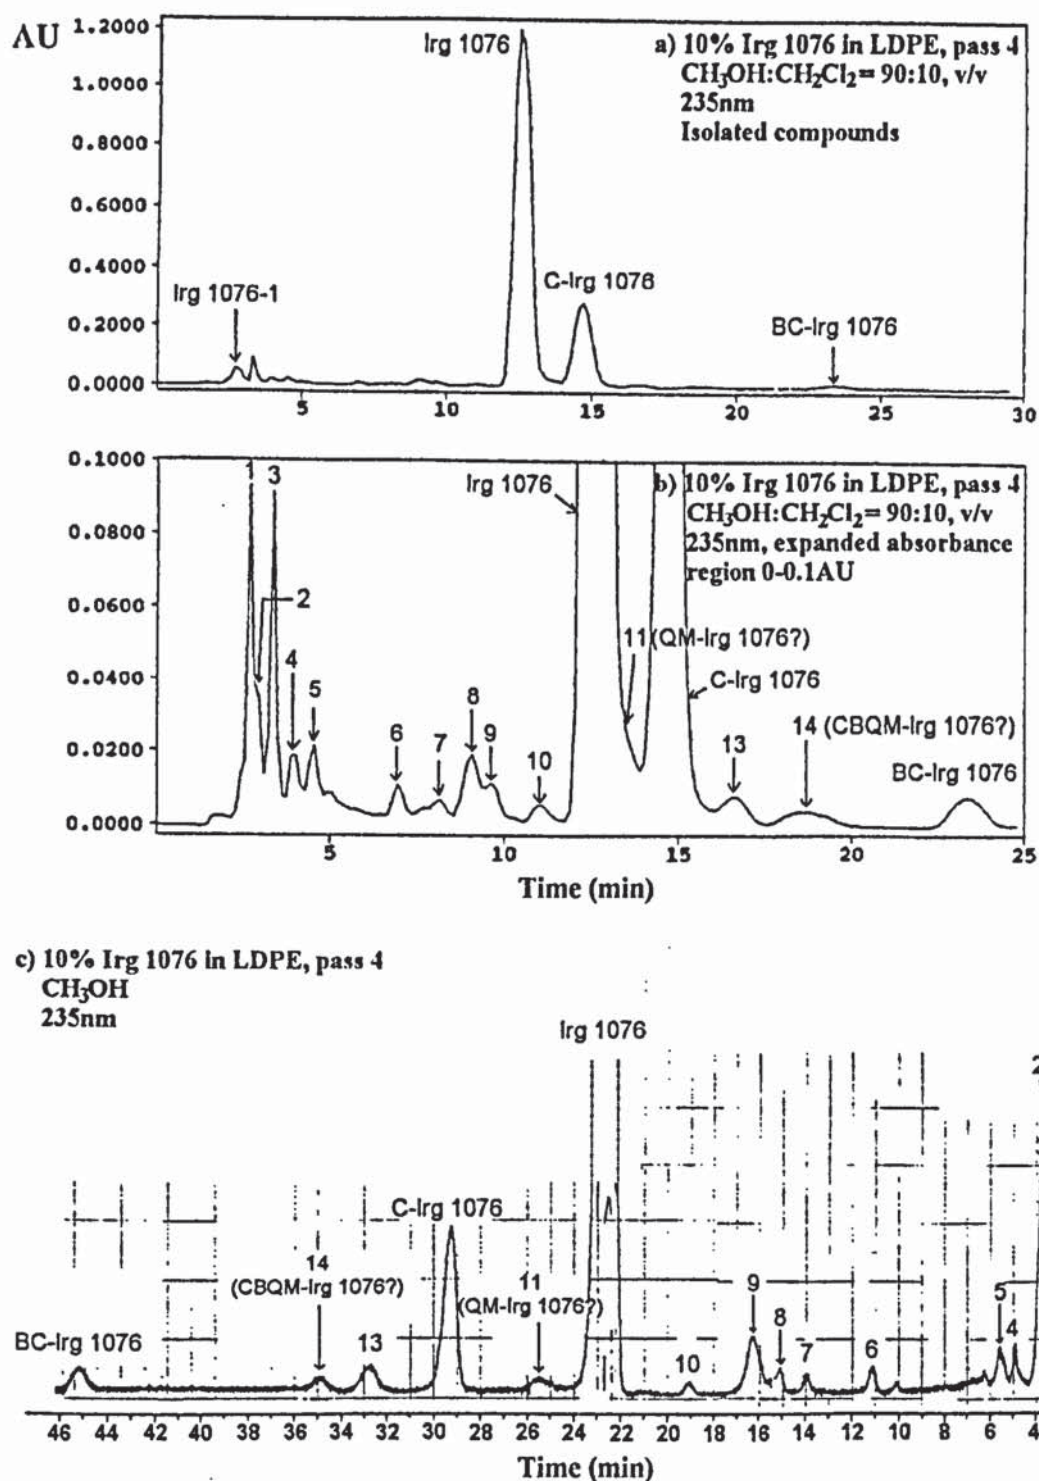 AU
1.2000
1.0000
0.8000
0.6000
0.4000
0.2000
0.0000
Irg 1076
a) 10% Irg 1076 in LDPE, pass 4
CH₃OH:CH₂Cl₂= 90:10, v/v
235nm
Isolated compounds
Irg 1076-1
C-Irg 1076
BC-Irg 1076
5 10 15 20 25 30
0.1000
0.0800
0.0600
0.0400
0.0200
0.0000
1 3
2
4
5
6
7
8
9
10
Irg 1076
b) 10% Irg 1076 in LDPE, pass 4
CH₃OH:CH₂Cl₂= 90:10, v/v
235nm, expanded absorbance
region 0-0.1AU
11 (QM-Irg 1076?)
C-Irg 1076
13
14 (CBQM-Irg 1076?)
BC-Irg 1076
5 10 15 20 25
Time (min)
c) 10% Irg 1076 in LDPE, pass 4
CH₃OH
235nm
Irg 1076
2
C-Irg 1076
14
(CBQM-Irg 1076?)
11
(QM-Irg 1076?)
BC-Irg 1076
13
10
9
8
7
6
5
4
46 44 42 40 38 36 34 32 30 28 26 24 22 20 18 16 14 12 10 8 6 4
Time (min)